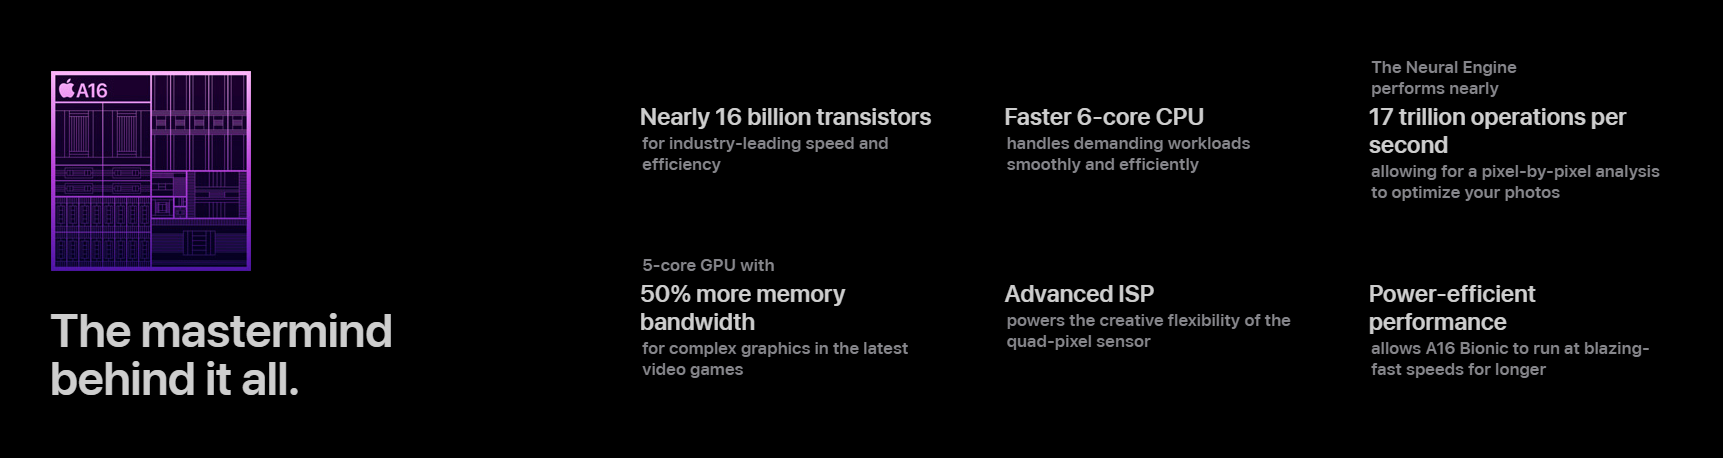 A16
The mastermind
behind it all.
Nearly 16 billion transistors
for industry-leading speed and
efficiency
Faster 6-core CPU
handles demanding workloads
smoothly and efficiently
The Neural Engine
performs nearly
17 trillion operations per
second
allowing for a pixel-by-pixel analysis
to optimize your photos
5-core GPU with
50% more memory
bandwidth
for complex graphics in the latest
video games
Advanced ISP
powers the creative flexibility of the
quad-pixel sensor
Power-efficient
performance
allows A16 Bionic to run at blazing-
fast speeds for longer